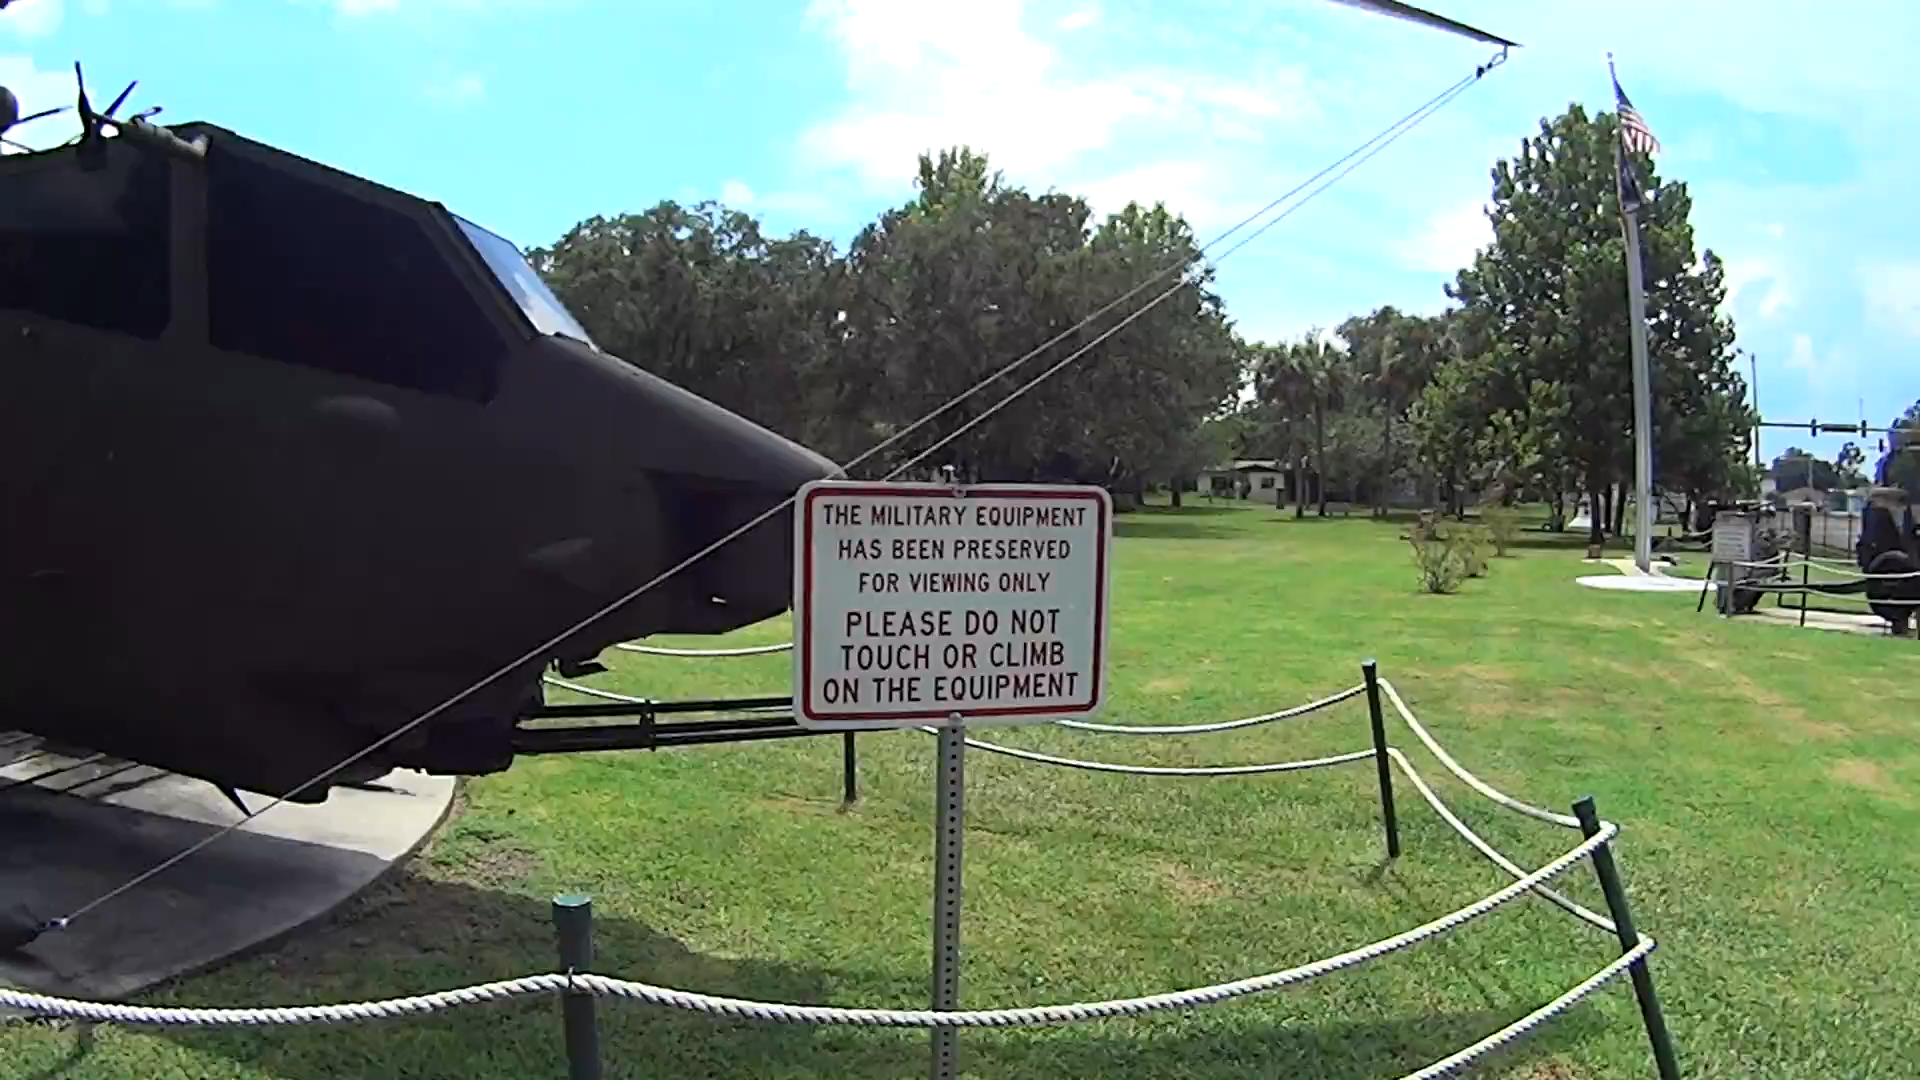 THE MILITARY EQUIPMENT
HAS BEEN PRESERVED
FOR VIEWING ONLY
PLEASE DO NOT
TOUCH OR CLIMB
ON THE EQUIPMENT